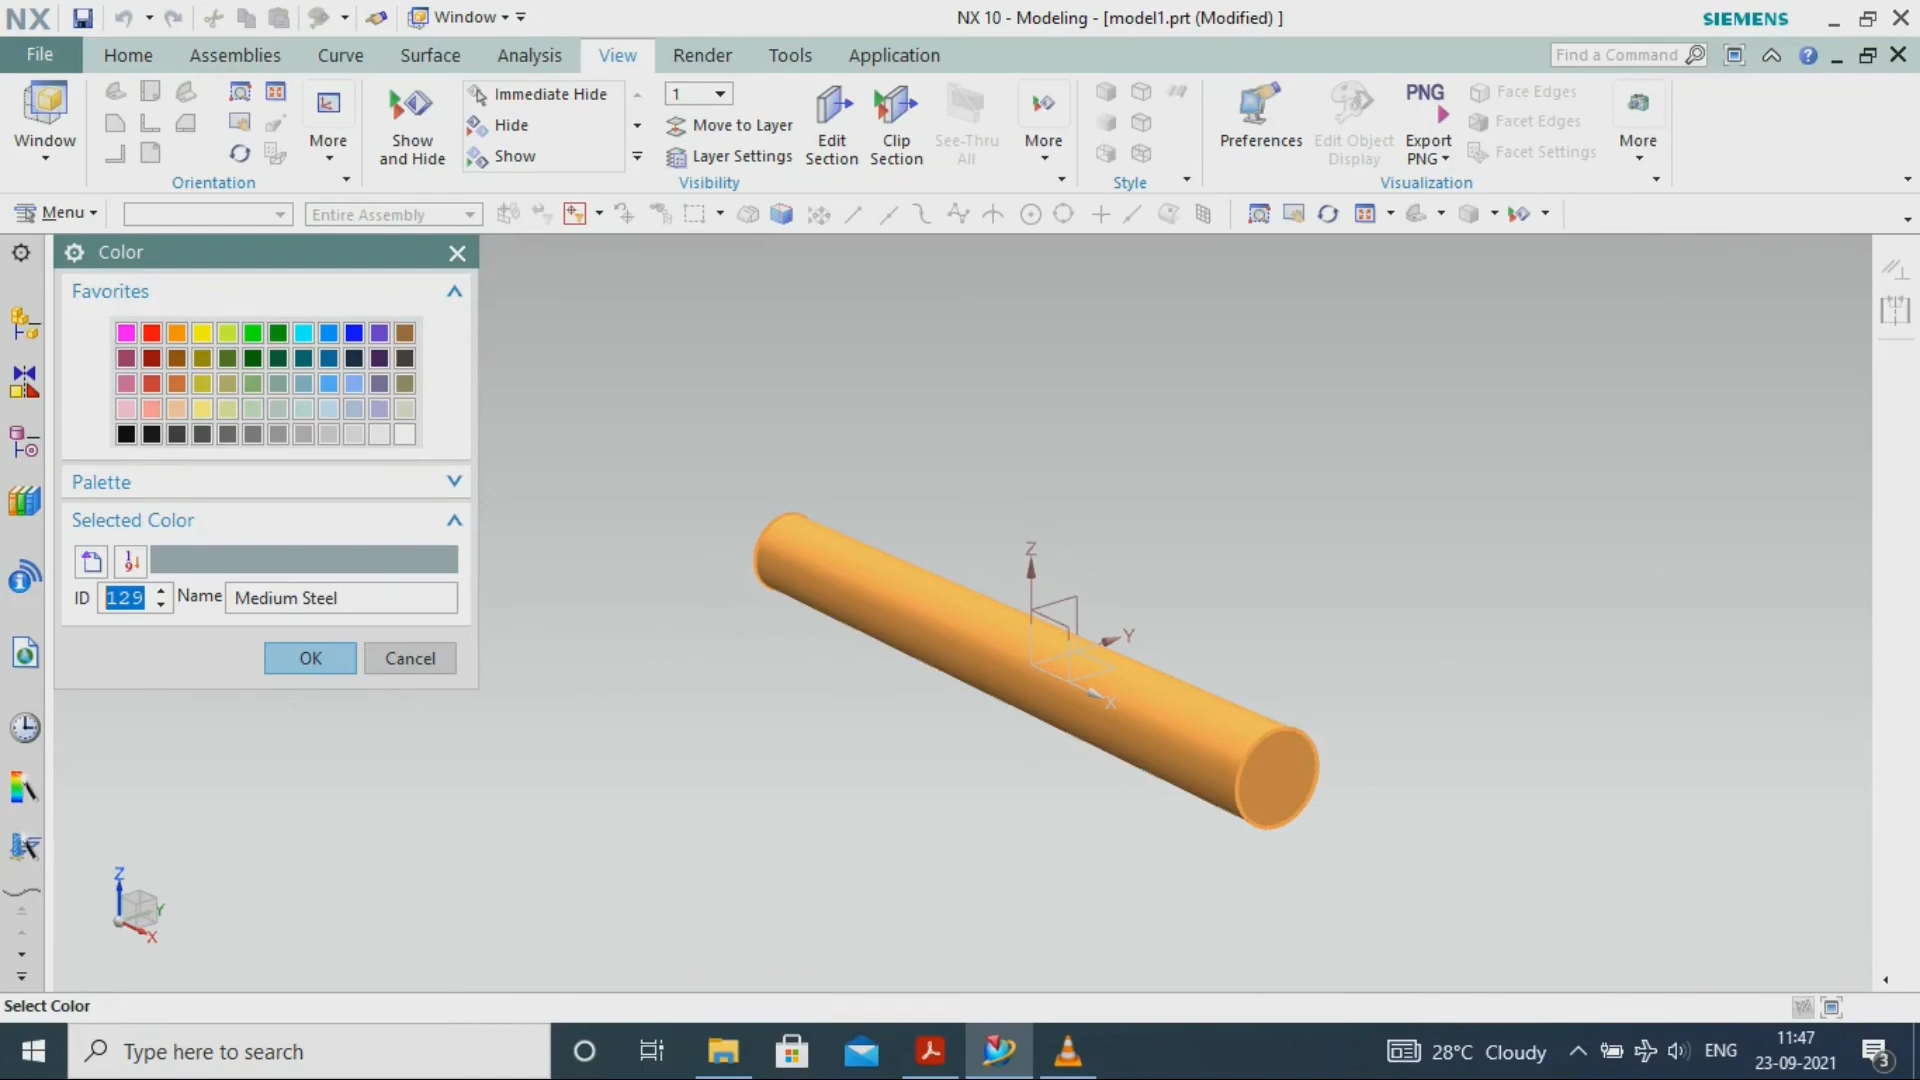 NX
Window
NX 10 - Modeling - [model1.prt (Modified) ]
SIEMENS
File
Home
Assemblies
Curve
Surface
Analysis
View
Render
Tools
Application
Find a Command
Window
More
Orientation
Show
and Hide
Immediate Hide
Hide
Show
1
Move to Layer
Layer Settings
Visibility
Edit
Section
Clip
Section
See-Thru
All
More
Style
Preferences
Edit Object
Display
PNG
Export
PNG
Face Edges
Facet Edges
Facet Settings
More
Visualization
Menu
Entire Assembly
Color
Favorites
Palette
Selected Color
ID
129
Name
Medium Steel
OK
Cancel
Z
Y
X
Z
Y
X
Select Color
Type here to search
28°C Cloudy
ENG
11:47
23-09-2021
3